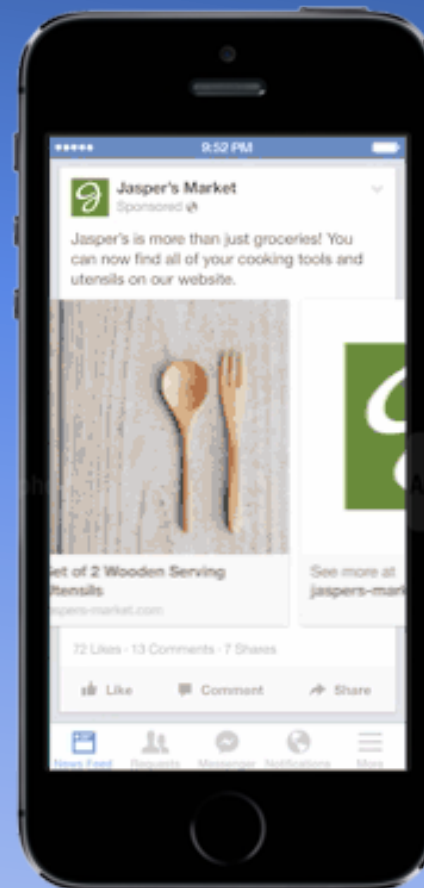 9:52 PM
Jasper's Market
Sponsored
Jasper's is more than just groceries! You
can now find all of your cooking tools and
utensils on our website.
et of 2 Wooden Serving
Utensils
spers-market.com
See more at
jaspers-mark
72 Likes · 13 Comments · 7 Shares
Like Comment Share
News Feed Requests Messenger Notifications More